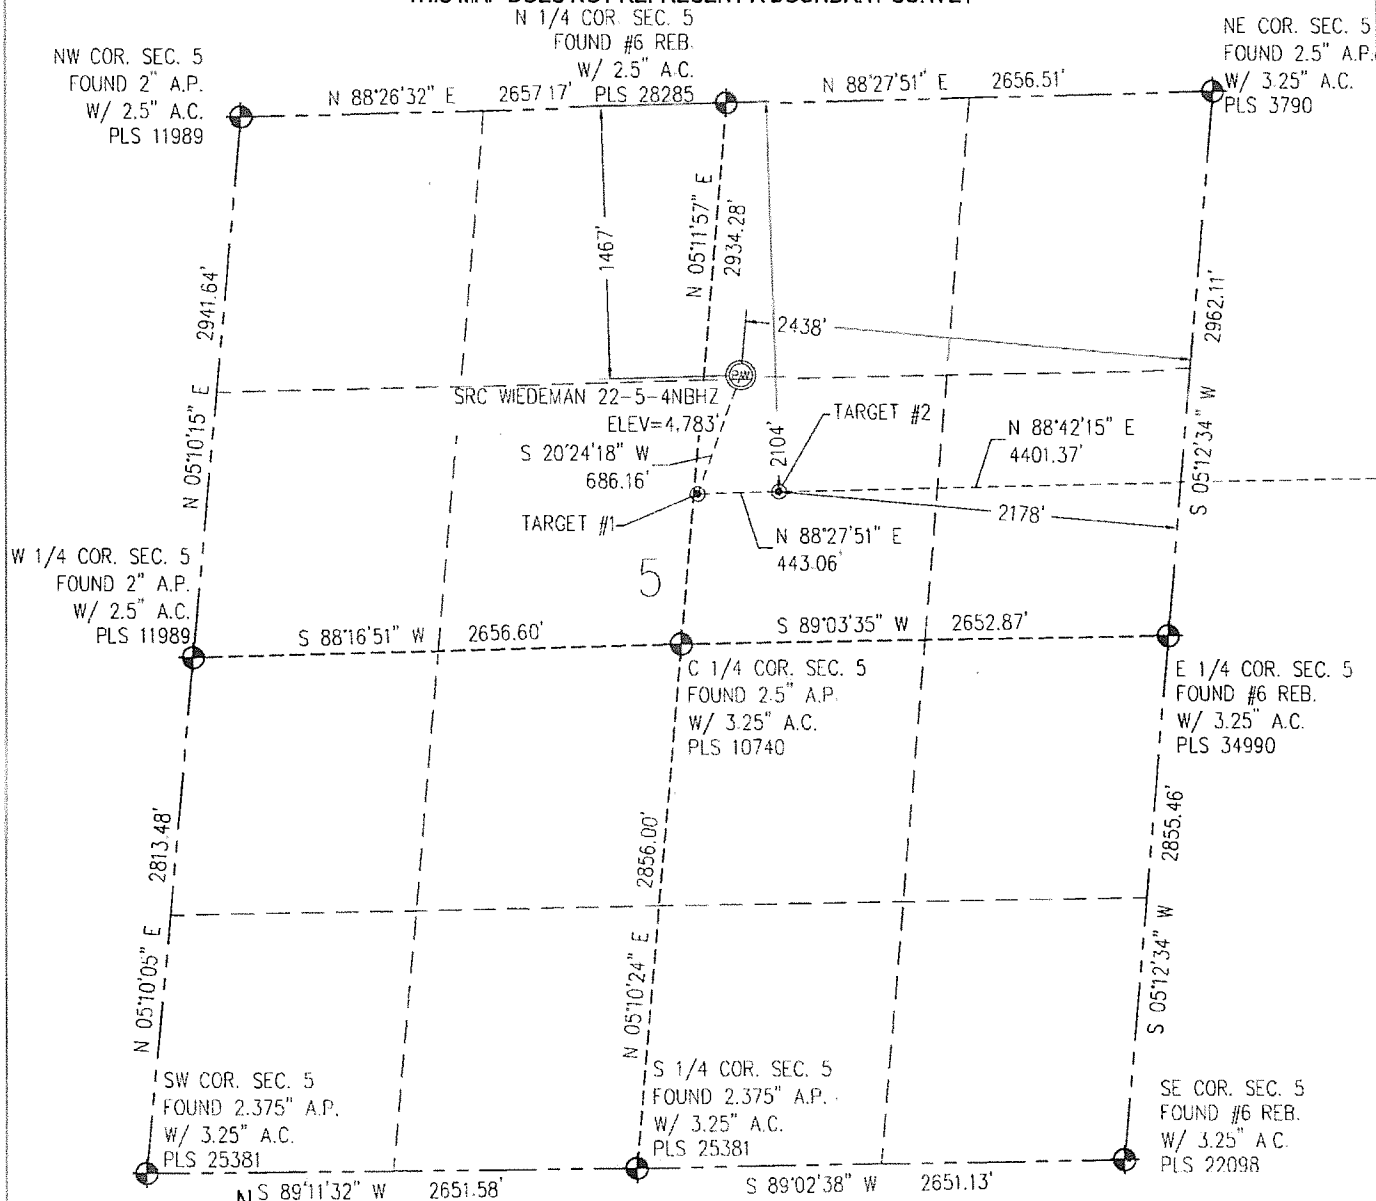 N 1/4 COR. SEC. 5
FOUND #6 REB.
W/ 2.5" A.C.
PLS 28285
NE COR. SEC. 5
FOUND 2.5" A.P.
W/ 3.25" A.C.
PLS 3790
NW COR. SEC. 5
FOUND 2" A.P.
W/ 2.5" A.C.
PLS 11989
N 88°26'32" E 2657.17'
N 88°27'51" E 2656.51'
1467'
N 05°11'57" E
2934.28'
2941.64'
N 05°10'15" E
2438'
2962.11'
S 05°12'34" W
P/W
SRC WIEDEMAN 22-5-4NBHZ
ELEV=4,783'
S 20°24'18" W
686.16'
2104'
TARGET #2
N 88°42'15" E
4401.37'
TARGET #1
N 88°27'51" E
443.06'
2178'
5
W 1/4 COR. SEC. 5
FOUND 2" A.P.
W/ 2.5" A.C.
PLS 11989
S 88°16'51" W 2656.60'
S 89°03'35" W 2652.87'
C 1/4 COR. SEC. 5
FOUND 2.5" A.P.
W/ 3.25" A.C.
PLS 10740
E 1/4 COR. SEC. 5
FOUND #6 REB.
W/ 3.25" A.C.
PLS 34990
2813.48'
N 05°10'05" E
2856.00'
N 05°10'24" E
2855.46'
S 05°12'34" W
SW COR. SEC. 5
FOUND 2.375" A.P.
W/ 3.25" A.C.
PLS 25381
S 1/4 COR. SEC. 5
FOUND 2.375" A.P.
W/ 3.25" A.C.
PLS 25381
SE COR. SEC. 5
FOUND #6 REB.
W/ 3.25" A.C.
PLS 22098
N
S 89°11'32" W 2651.58'
S 89°02'38" W 2651.13'